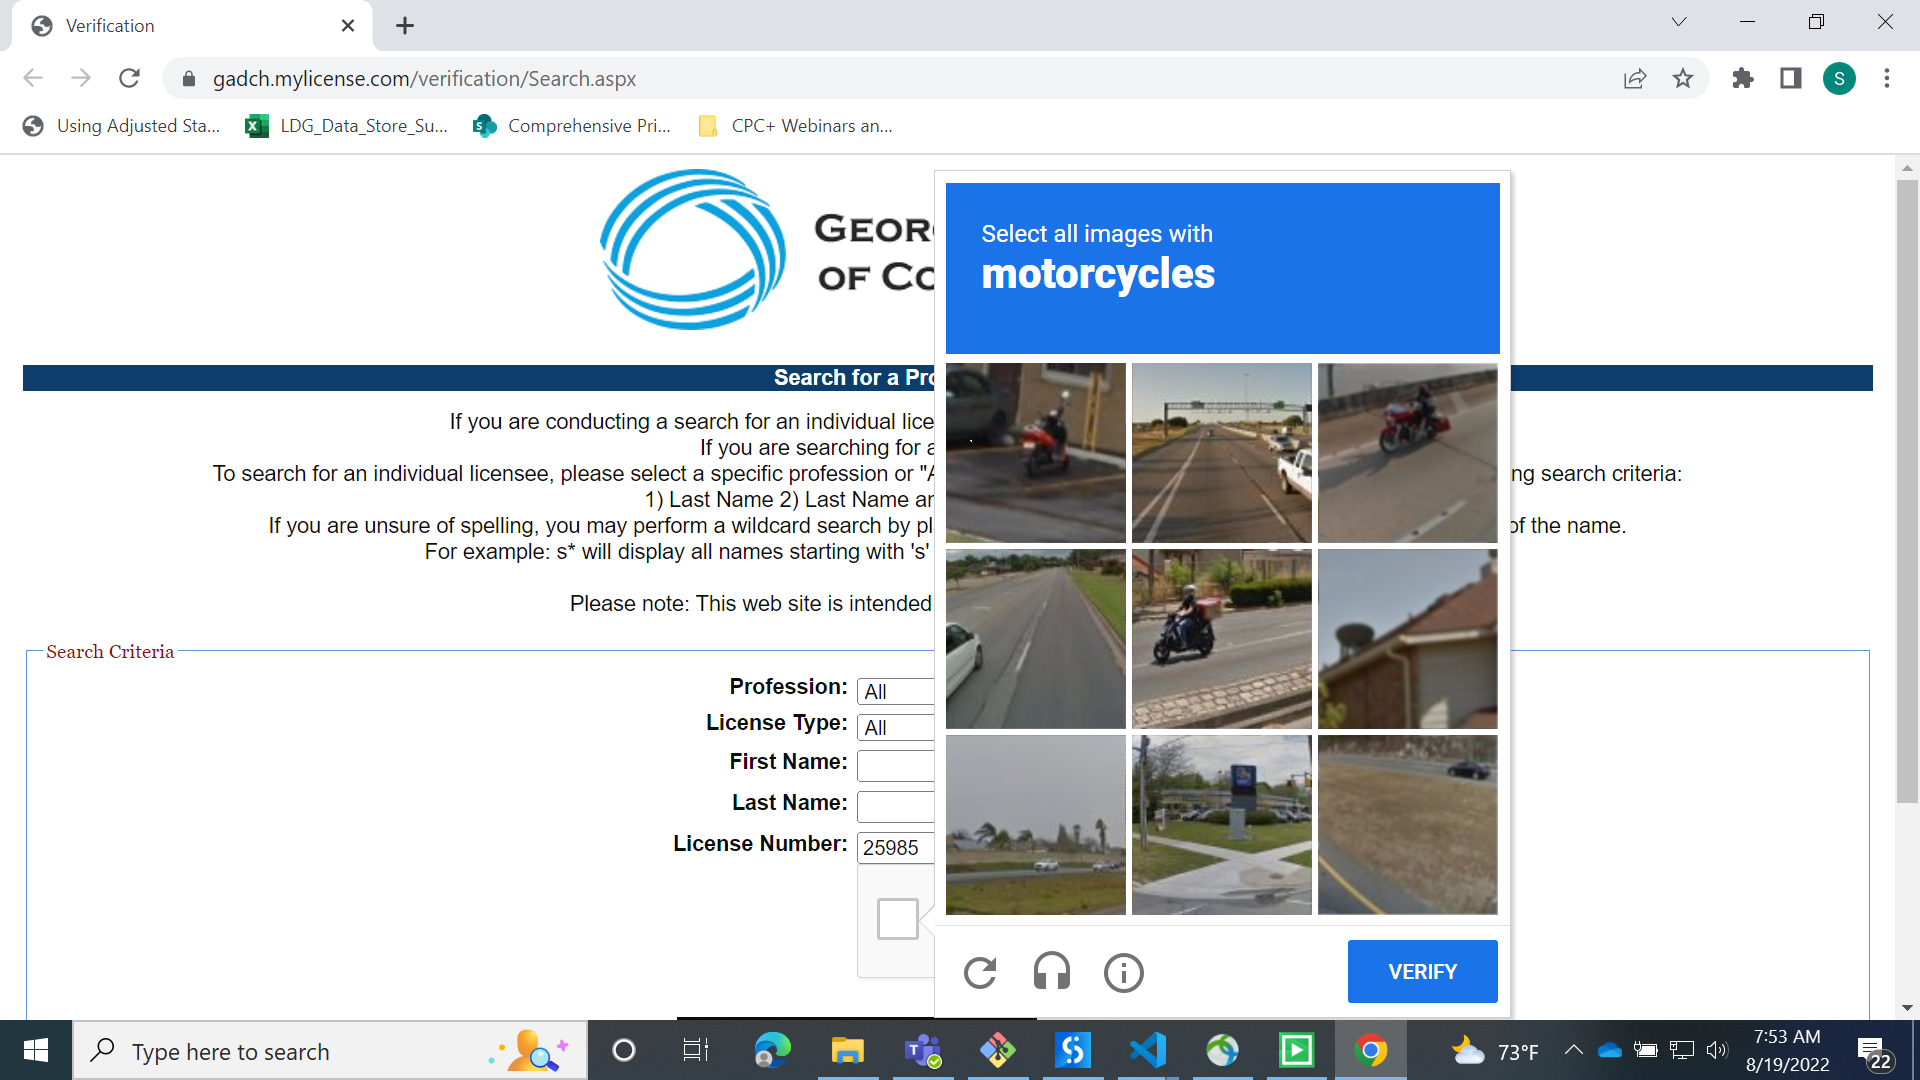 Verification
gadch.mylicense.com/verification/Search.aspx
S
Using Adjusted Sta...
LDG_Data_Store_Su...
Comprehensive Pri...
CPC+ Webinars an...
GEOR
OF CO
Select all images with
motorcycles
Search for a Pro
If you are conducting a search for an individual lice
If you are searching for a
To search for an individual licensee, please select a specific profession or "A
ng search criteria:
1) Last Name 2) Last Name an
If you are unsure of spelling, you may perform a wildcard search by pl
of the name.
For example: s* will display all names starting with 's'
Please note: This web site is intended
Search Criteria
Profession: All
License Type: All
First Name:
Last Name:
License Number: 25985
VERIFY
Type here to search
73°F
7:53 AM
8/19/2022
22